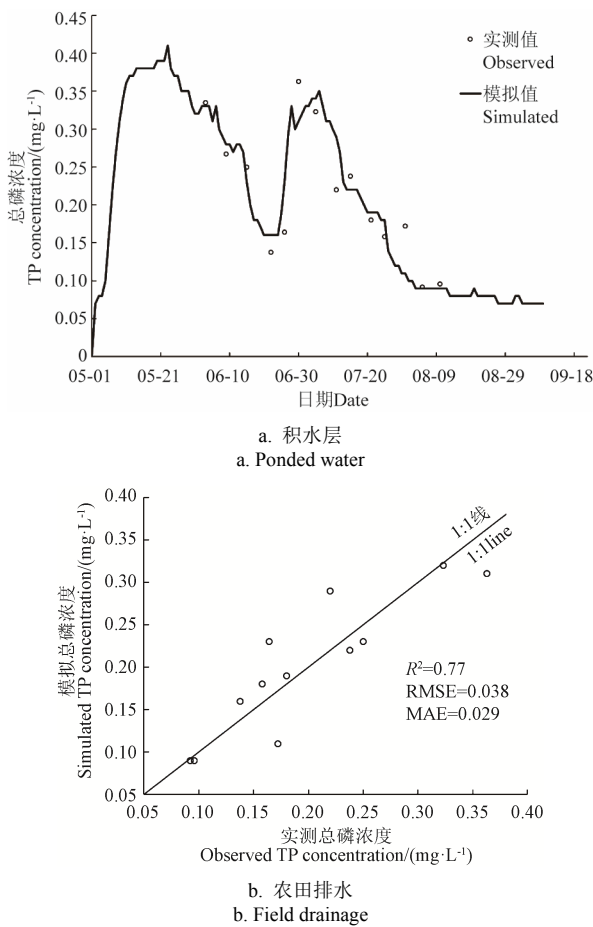 0.45
0.40
0.35
0.30
0.25
0.20
0.15
0.10
0.05
0
总磷浓度
TP concentration/(mg·L-1)
实测值
Observed
模拟值
Simulated
05-01 05-21 06-10 06-30 07-20 08-09 08-29 09-18
日期Date
a. 积水层
a. Ponded water
0.40
0.35
0.30
0.25
0.20
0.15
0.10
0.05
模拟总磷浓度
Simulated TP concentration/(mg·L-1)
1:1线
1:1line
R²=0.77
RMSE=0.038
MAE=0.029
0.05 0.10 0.15 0.20 0.25 0.30 0.35 0.40
实测总磷浓度
Observed TP concentration/(mg·L-1)
b. 农田排水
b. Field drainage